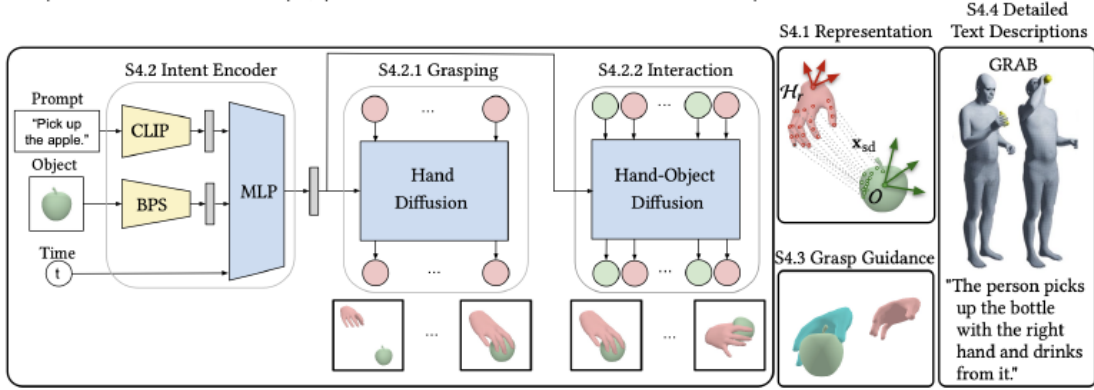 S4.2 Intent Encoder
Prompt
"Pick up
the apple."
CLIP
Object
BPS
MLP
Time
t
S4.2.1 Grasping
...
Hand
Diffusion
...
...
S4.2.2 Interaction
...
Hand-Object
Diffusion
...
...
S4.1 Representation
Hr
xsd
O
S4.3 Grasp Guidance
S4.4 Detailed
Text Descriptions
GRAB
"The person picks
up the bottle
with the right
hand and drinks
from it."